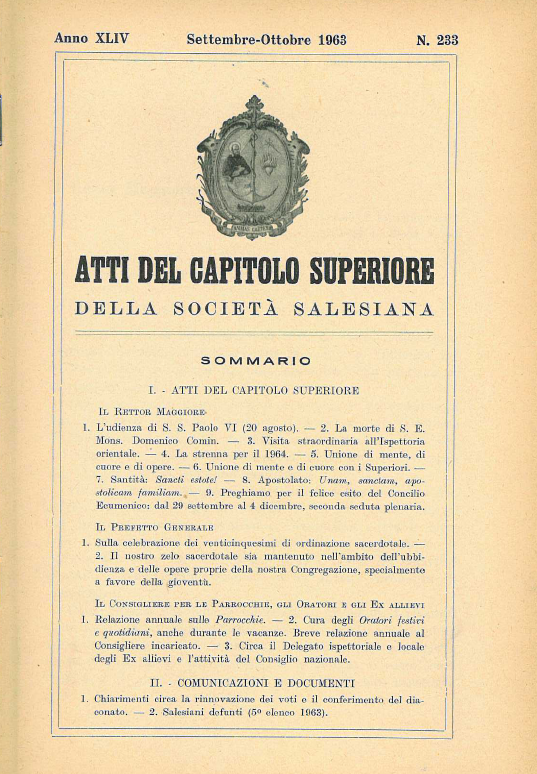 Anno XLIV Settembre-Ottobre 1963 N. 233
ATTI DEL CAPITOLO SUPERIORE
DELLA SOCIETÀ SALESIANA
SOMMARIO
I. - ATTI DEL CAPITOLO SUPERIORE
IL RETTOR MAGGIORE
1. L'udienza di S. S. Paolo VI (20 agosto). — 2. La morte di S. E.
Mons. Domenico Comin. — 3. Visita straordinaria all'Ispettoria
orientale. — 4. La strenna per il 1964. — 5. Unione di mente, di
cuore e di opere. — 6. Unione di mente e di cuore con i Superiori. —
7. Santità: Sancti estote! — 8. Apostolato: Unam, sanctam, apo-
stolicam familiam. — 9. Preghiamo per il felice esito del Concilio
Ecumenico: dal 29 settembre al 4 dicembre, seconda seduta plenaria.
IL PREFETTO GENERALE
1. Sulla celebrazione dei venticinquesimi di ordinazione sacerdotale. —
2. Il nostro zelo sacerdotale sia mantenuto nell'ambito dell'ubbi-
dienza e delle opere proprie della nostra Congregazione, specialmente
a favore della gioventù.
IL CONSIGLIERE PER LE PARROCCHIE, GLI ORATORI E GLI EX ALLIEVI
1. Relazione annuale sulle Parrocchie. — 2. Cura degli Oratori festivi
e quotidiani, anche durante le vacanze. Breve relazione annuale al
Consigliere incaricato. — 3. Circa il Delegato ispettoriale e locale
degli Ex allievi e l'attività del Consiglio nazionale.
II. - COMUNICAZIONI E DOCUMENTI
1. Chiarimenti circa la rinnovazione dei voti e il conferimento del dia-
conato. — 2. Salesiani defunti (5º elenco 1963).